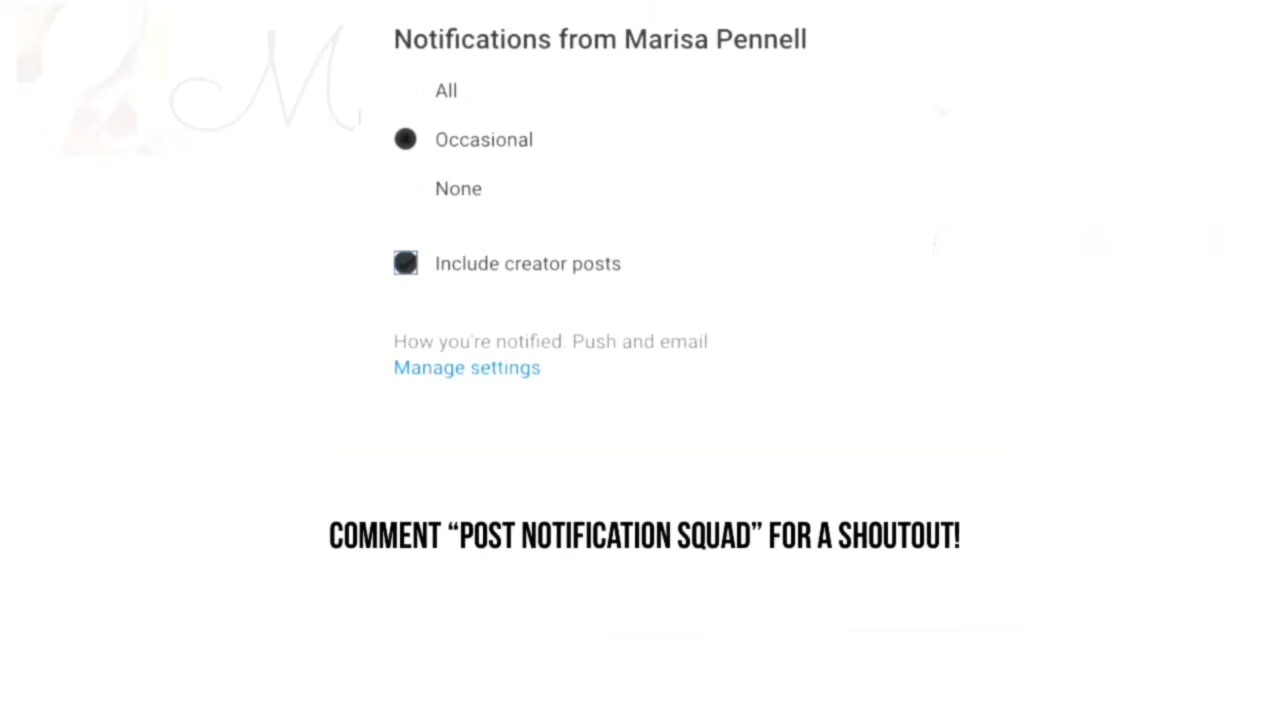 Notifications from Marisa Pennell
All
Occasional
None
Include creator posts
How you're notified: Push and email
Manage settings
COMMENT “POST NOTIFICATION SQUAD” FOR A SHOUTOUT!